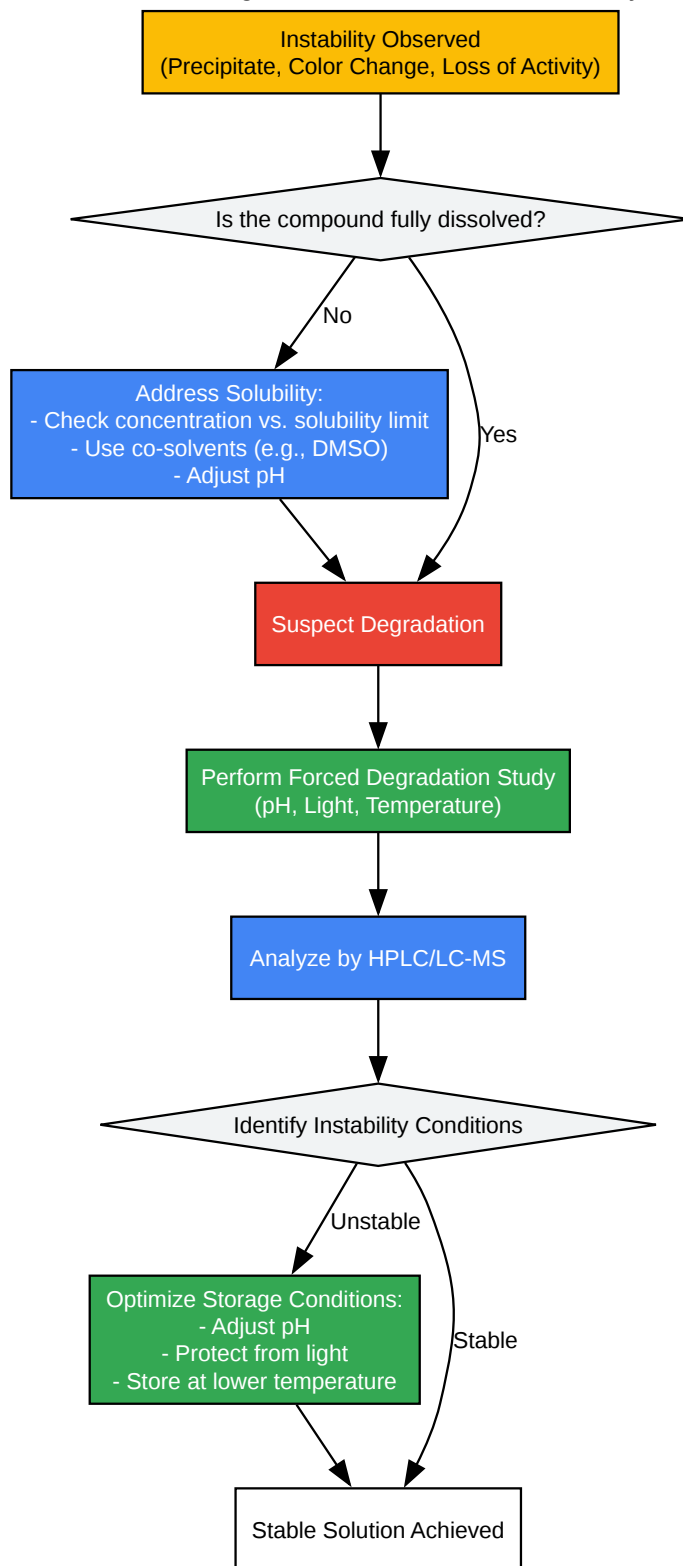 Instability Observed
(Precipitate, Color Change, Loss of Activity)
Is the compound fully dissolved?
No
Address Solubility:
- Check concentration vs. solubility limit
- Use co-solvents (e.g., DMSO)
- Adjust pH
Yes
Suspect Degradation
Perform Forced Degradation Study
(pH, Light, Temperature)
Analyze by HPLC/LC-MS
Identify Instability Conditions
Unstable
Optimize Storage Conditions:
- Adjust pH
- Protect from light
- Store at lower temperature
Stable
Stable Solution Achieved